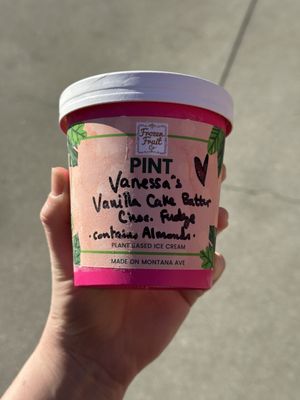 Frozen
Fruit
Co
PINT
Vanessa's
Vanilla Cake Batter
Choc. Fudge
• contains Almonds •
PLANT BASED ICE CREAM
MADE ON MONTANA AVE